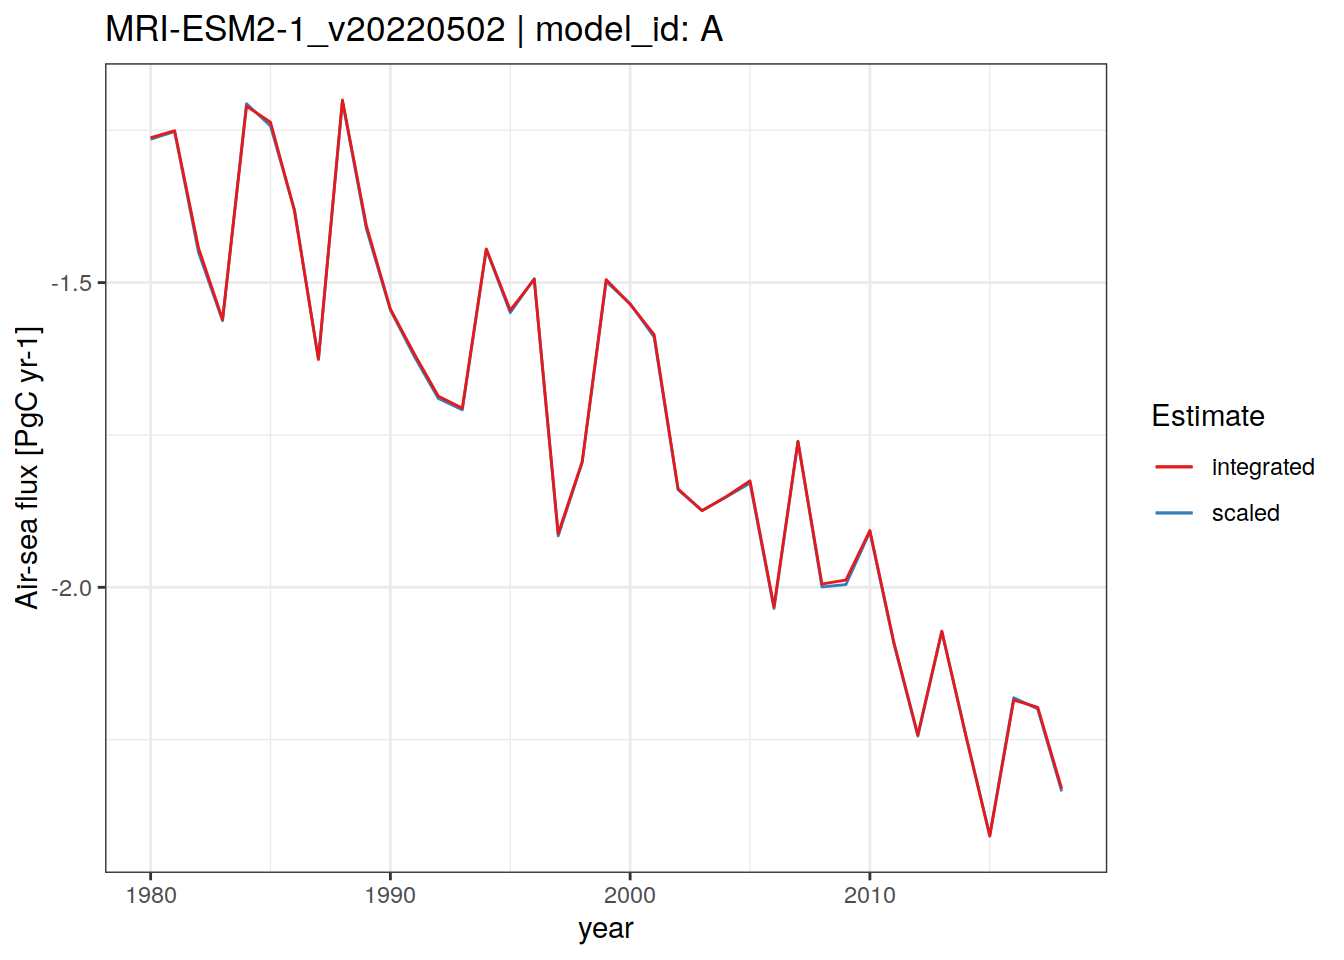 MRI-ESM2-1_v20220502 | model_id: A
Air-sea flux [PgC yr-1]
-1.5
-2.0
1980
1990
2000
2010
year
Estimate
integrated
scaled